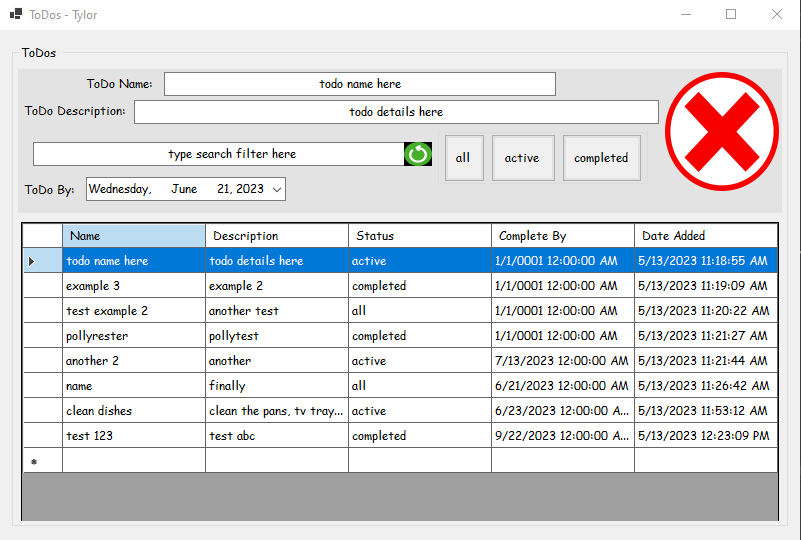 ToDos - Tylor
ToDos
ToDo Name: todo name here
ToDo Description: todo details here
type search filter here all active completed
ToDo By: Wednesday, June 21, 2023
Name Description Status Complete By Date Added
todo name here todo details here active 1/1/0001 12:00:00 AM 5/13/2023 11:18:55 AM
example 3 example 2 completed 1/1/0001 12:00:00 AM 5/13/2023 11:19:09 AM
test example 2 another test all 1/1/0001 12:00:00 AM 5/13/2023 11:20:22 AM
pollyrester pollytest completed 1/1/0001 12:00:00 AM 5/13/2023 11:21:27 AM
another 2 another active 7/13/2023 12:00:00 AM 5/13/2023 11:21:44 AM
name finally all 6/21/2023 12:00:00 AM 5/13/2023 11:26:42 AM
clean dishes clean the pans, tv tray... active 6/23/2023 12:00:00 A... 5/13/2023 11:53:12 AM
test 123 test abc completed 9/22/2023 12:00:00 A... 5/13/2023 12:23:09 PM